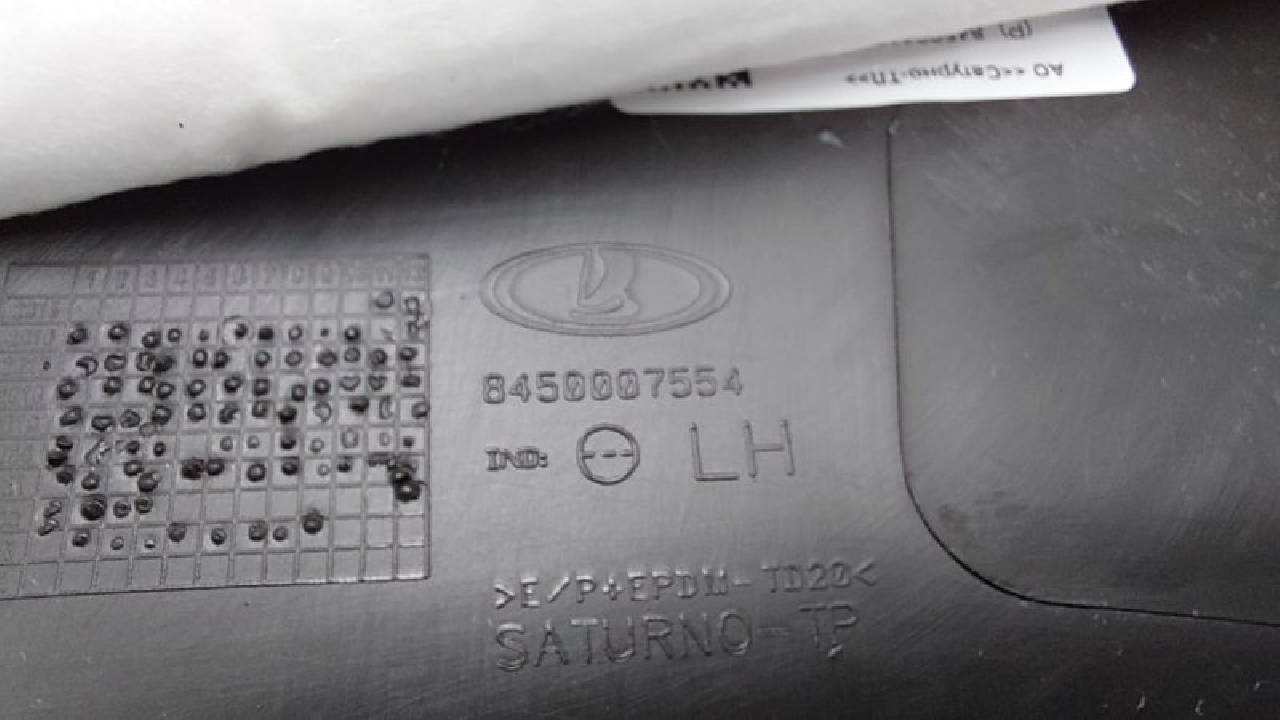 АО <<Сатурно-ТП>>
8450007554
IND: LH
>E/P+EPDM-TD20<
SATURNO-TP